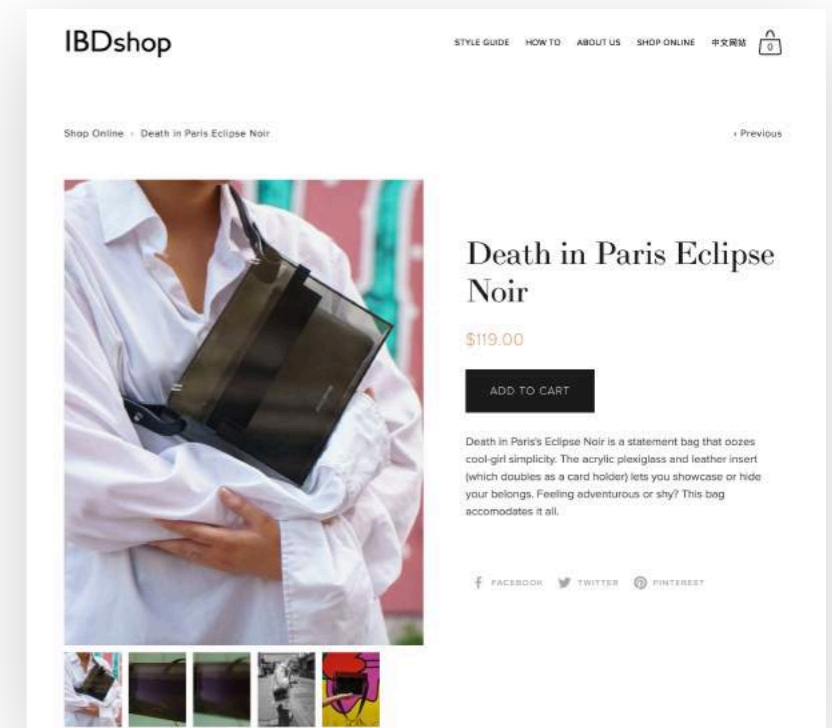 IBDshop
STYLE GUIDE HOW TO ABOUT US SHOP ONLINE 中文网站 0
Shop Online › Death in Paris Eclipse Noir ‹ Previous
Death in Paris Eclipse
Noir
$119.00
ADD TO CART
Death in Paris's Eclipse Noir is a statement bag that oozes
cool-girl simplicity. The acrylic plexiglass and leather insert
(which doubles as a card holder) lets you showcase or hide
your belongs. Feeling adventurous or shy? This bag
accomodates it all.
FACEBOOK TWITTER PINTEREST